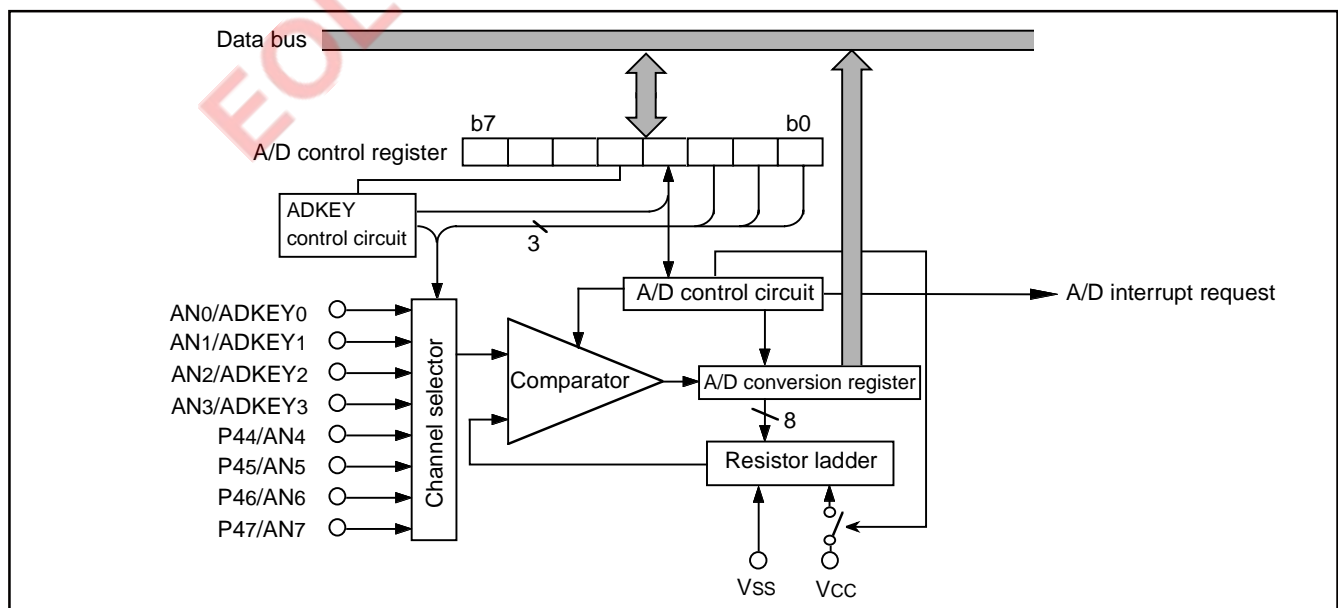 EOL
Data bus
b7 b0
A/D control register
ADKEY
control circuit
3
A/D control circuit
A/D interrupt request
AN0/ADKEY0
AN1/ADKEY1
AN2/ADKEY2
AN3/ADKEY3
P44/AN4
P45/AN5
P46/AN6
P47/AN7
Channel selector
Comparator
A/D conversion register
8
Resistor ladder
VSS
VCC